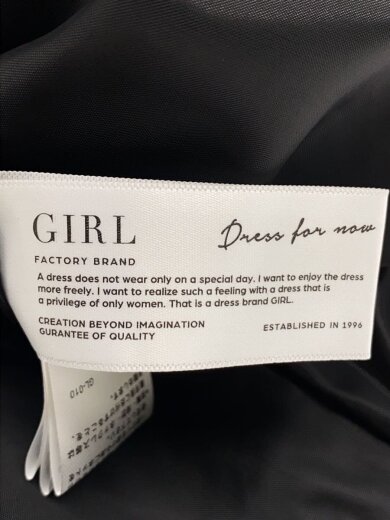 GIRL
Dress for now
FACTORY BRAND
A dress does not wear only on a special day. I want to enjoy the dress
more freely. I want to realize such a feeling with a dress that is
a privilege of only women. That is a dress brand GIRL.
CREATION BEYOND IMAGINATION
GURANTEE OF QUALITY
ESTABLISHED IN 1996
GL-010